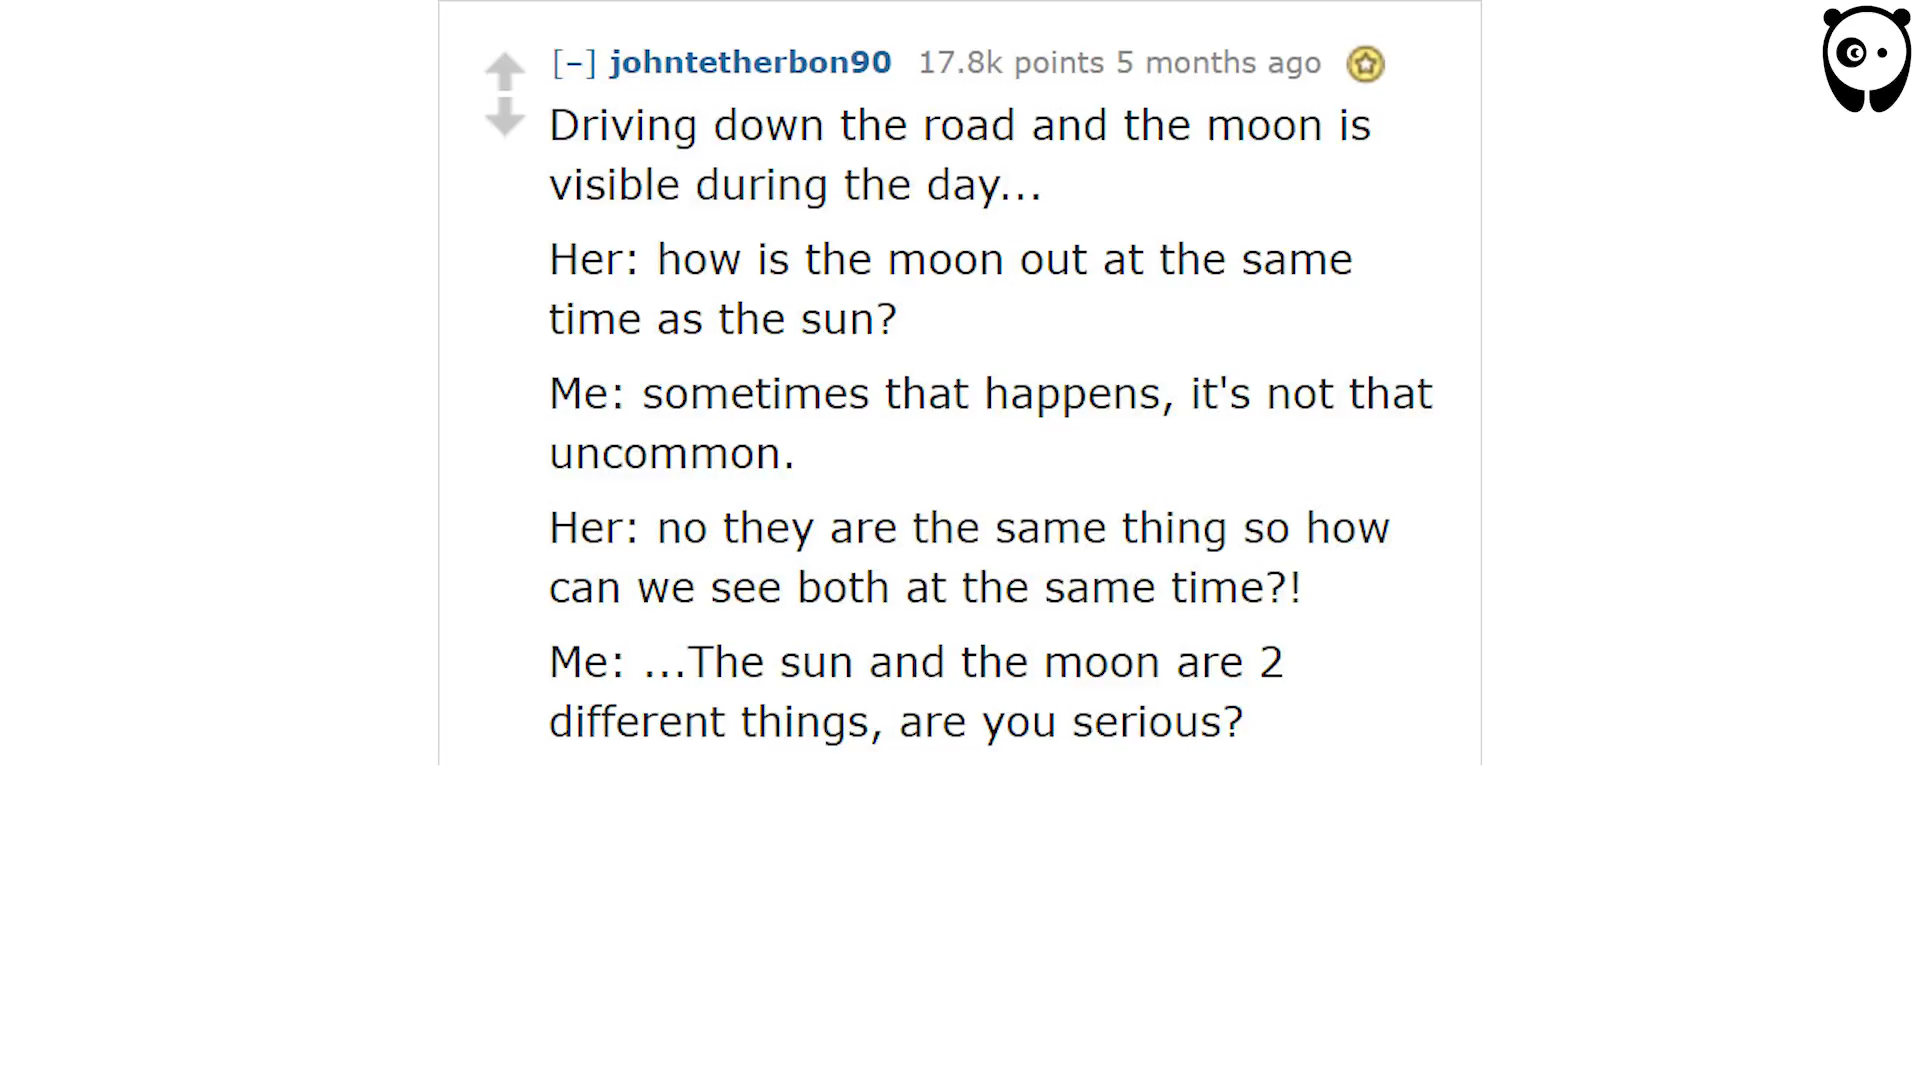 [–] johntetherbon90 17.8k points 5 months ago
Driving down the road and the moon is
visible during the day...
Her: how is the moon out at the same
time as the sun?
Me: sometimes that happens, it's not that
uncommon.
Her: no they are the same thing so how
can we see both at the same time?!
Me: ...The sun and the moon are 2
different things, are you serious?